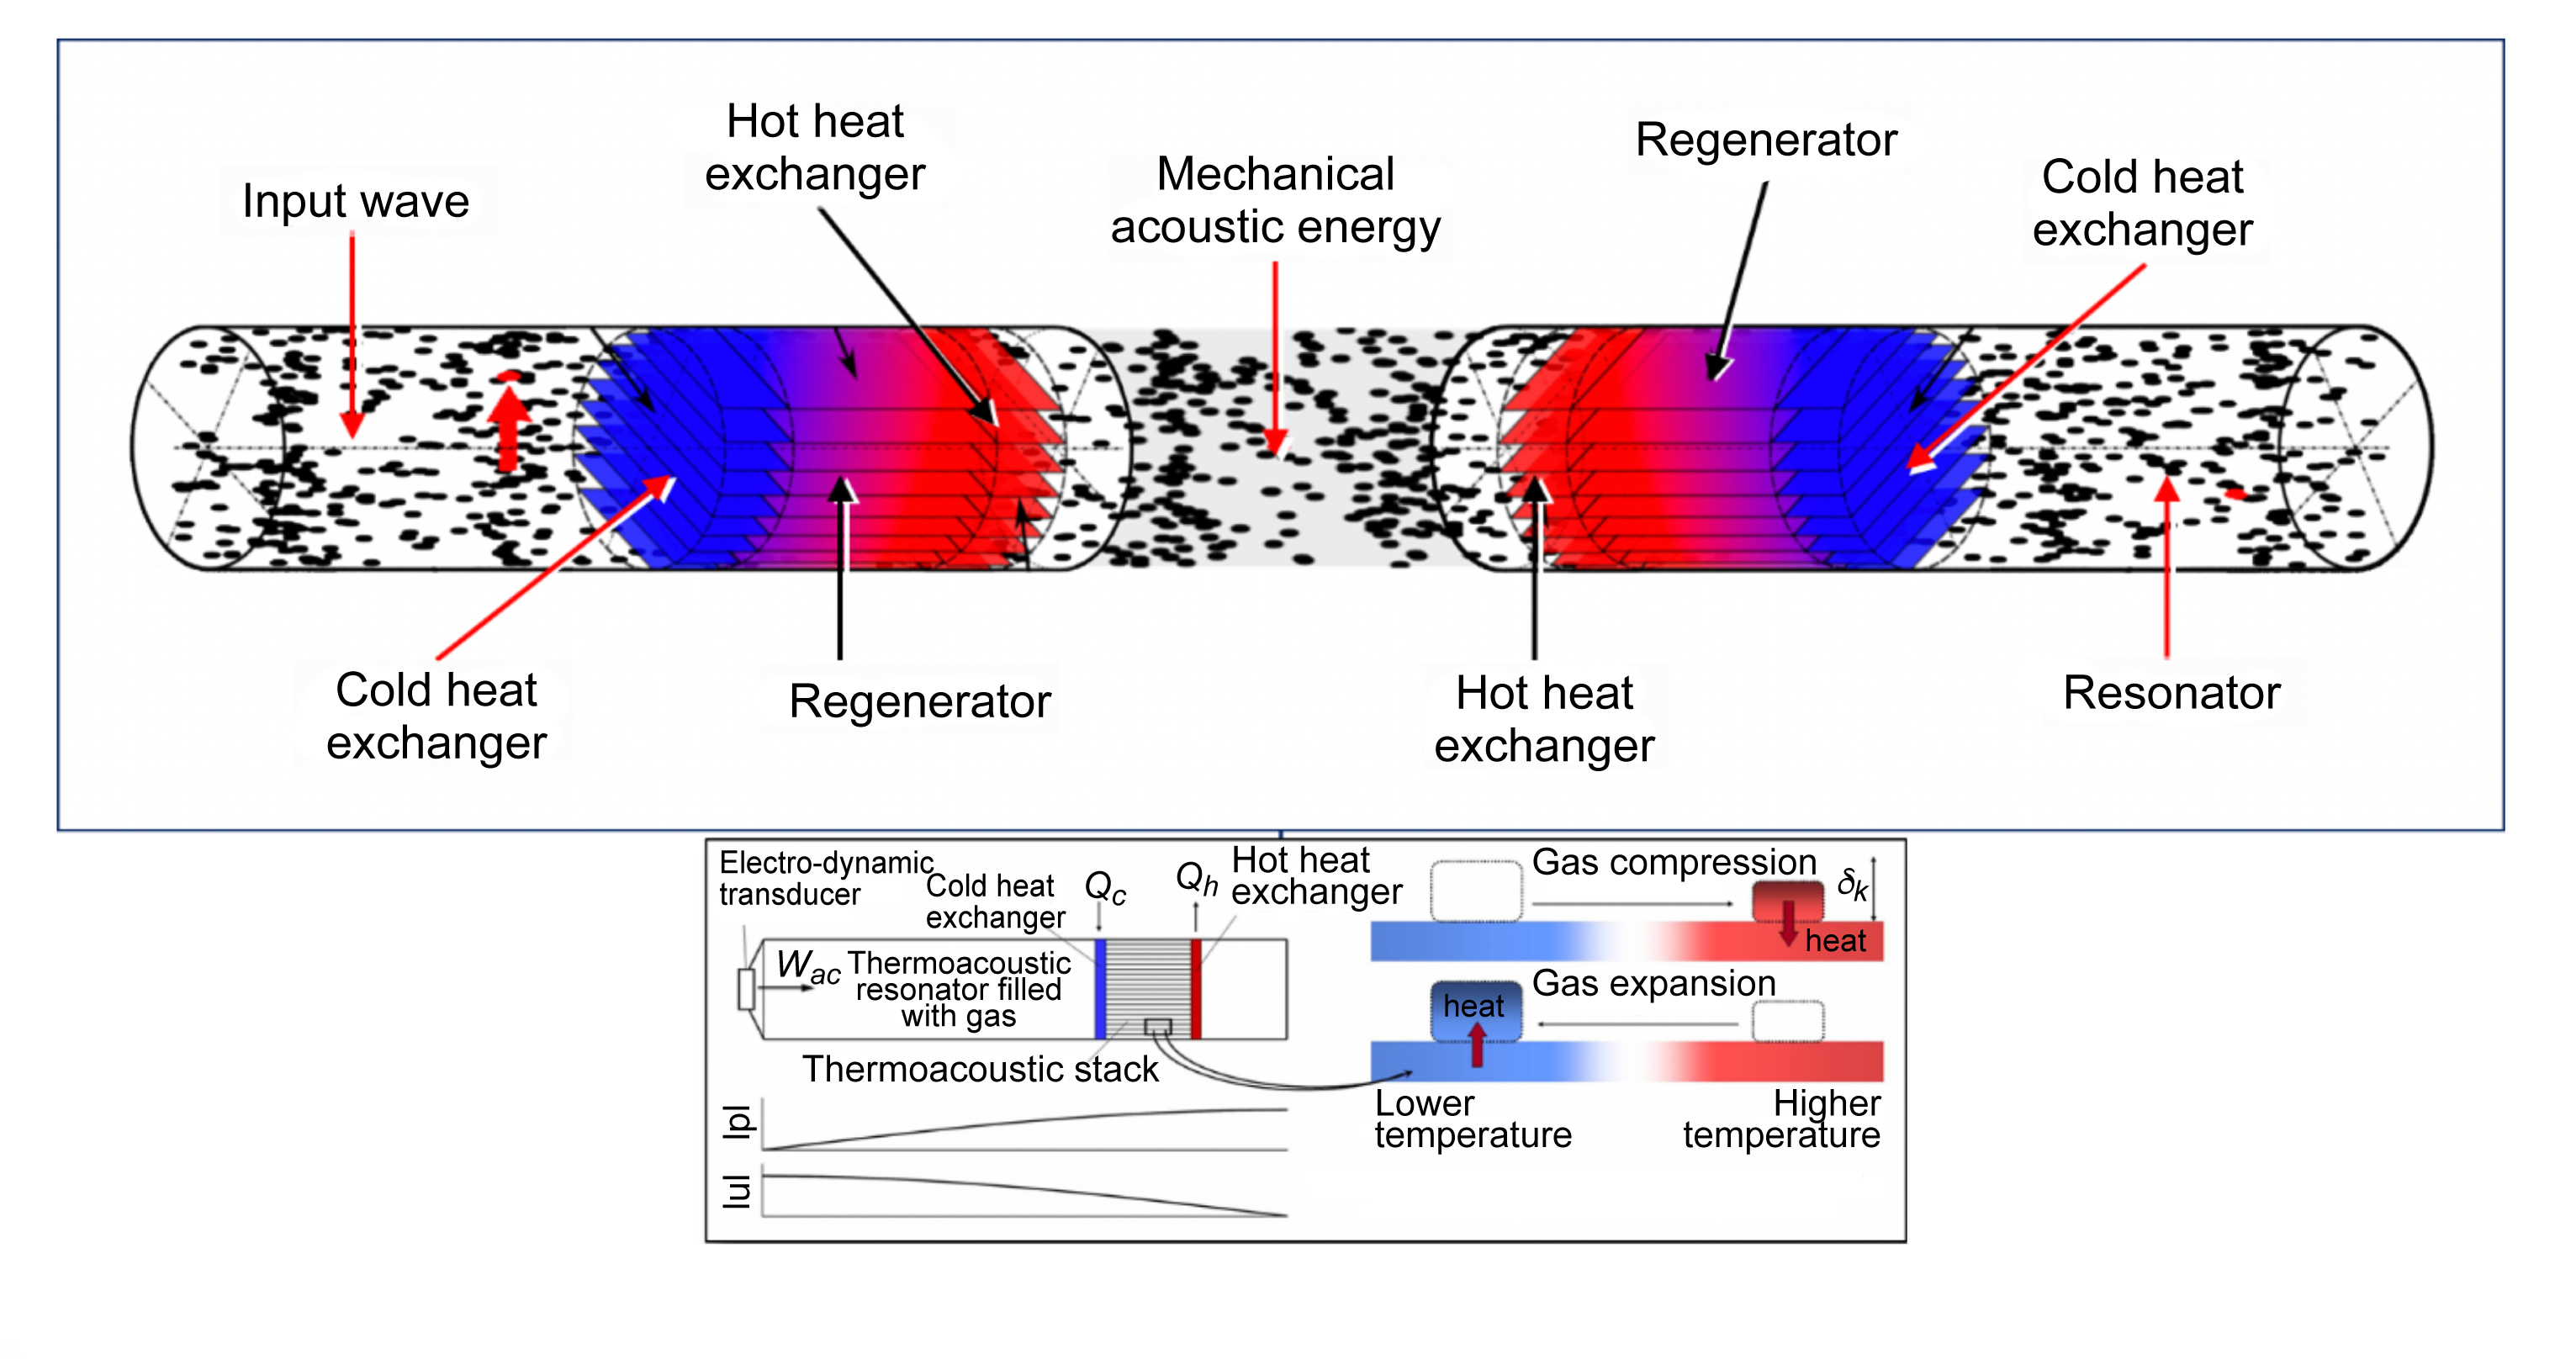 Input wave
Hot heat
exchanger
Mechanical
acoustic energy
Regenerator
Cold heat
exchanger
Cold heat
exchanger
Regenerator
Hot heat
exchanger
Resonator
Electro-dynamic
transducer
Cold heat
exchanger
Qc
Qh
Hot heat
exchanger
Wac
Thermoacoustic
resonator filled
with gas
Thermoacoustic stack
|p|
|u|
Gas compression
δk
heat
Gas expansion
heat
Lower
temperature
Higher
temperature